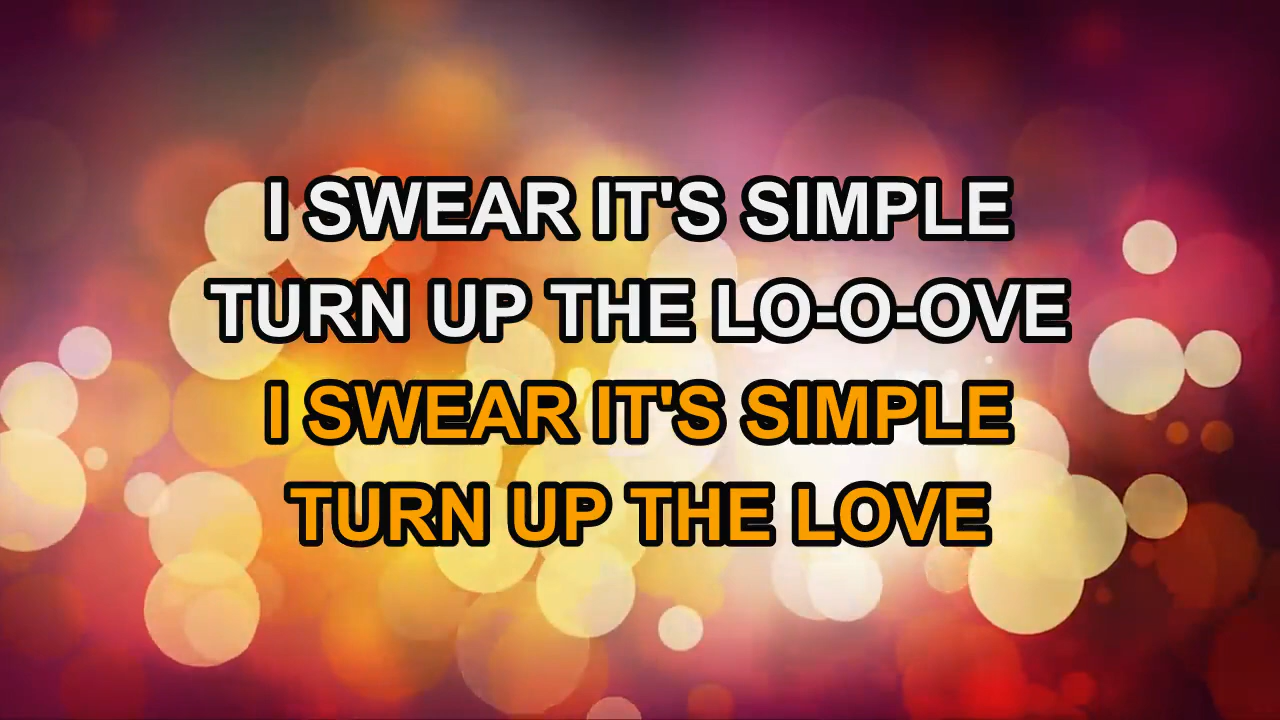 I SWEAR IT'S SIMPLE
TURN UP THE LO-O-OVE
I SWEAR IT'S SIMPLE
TURN UP THE LOVE